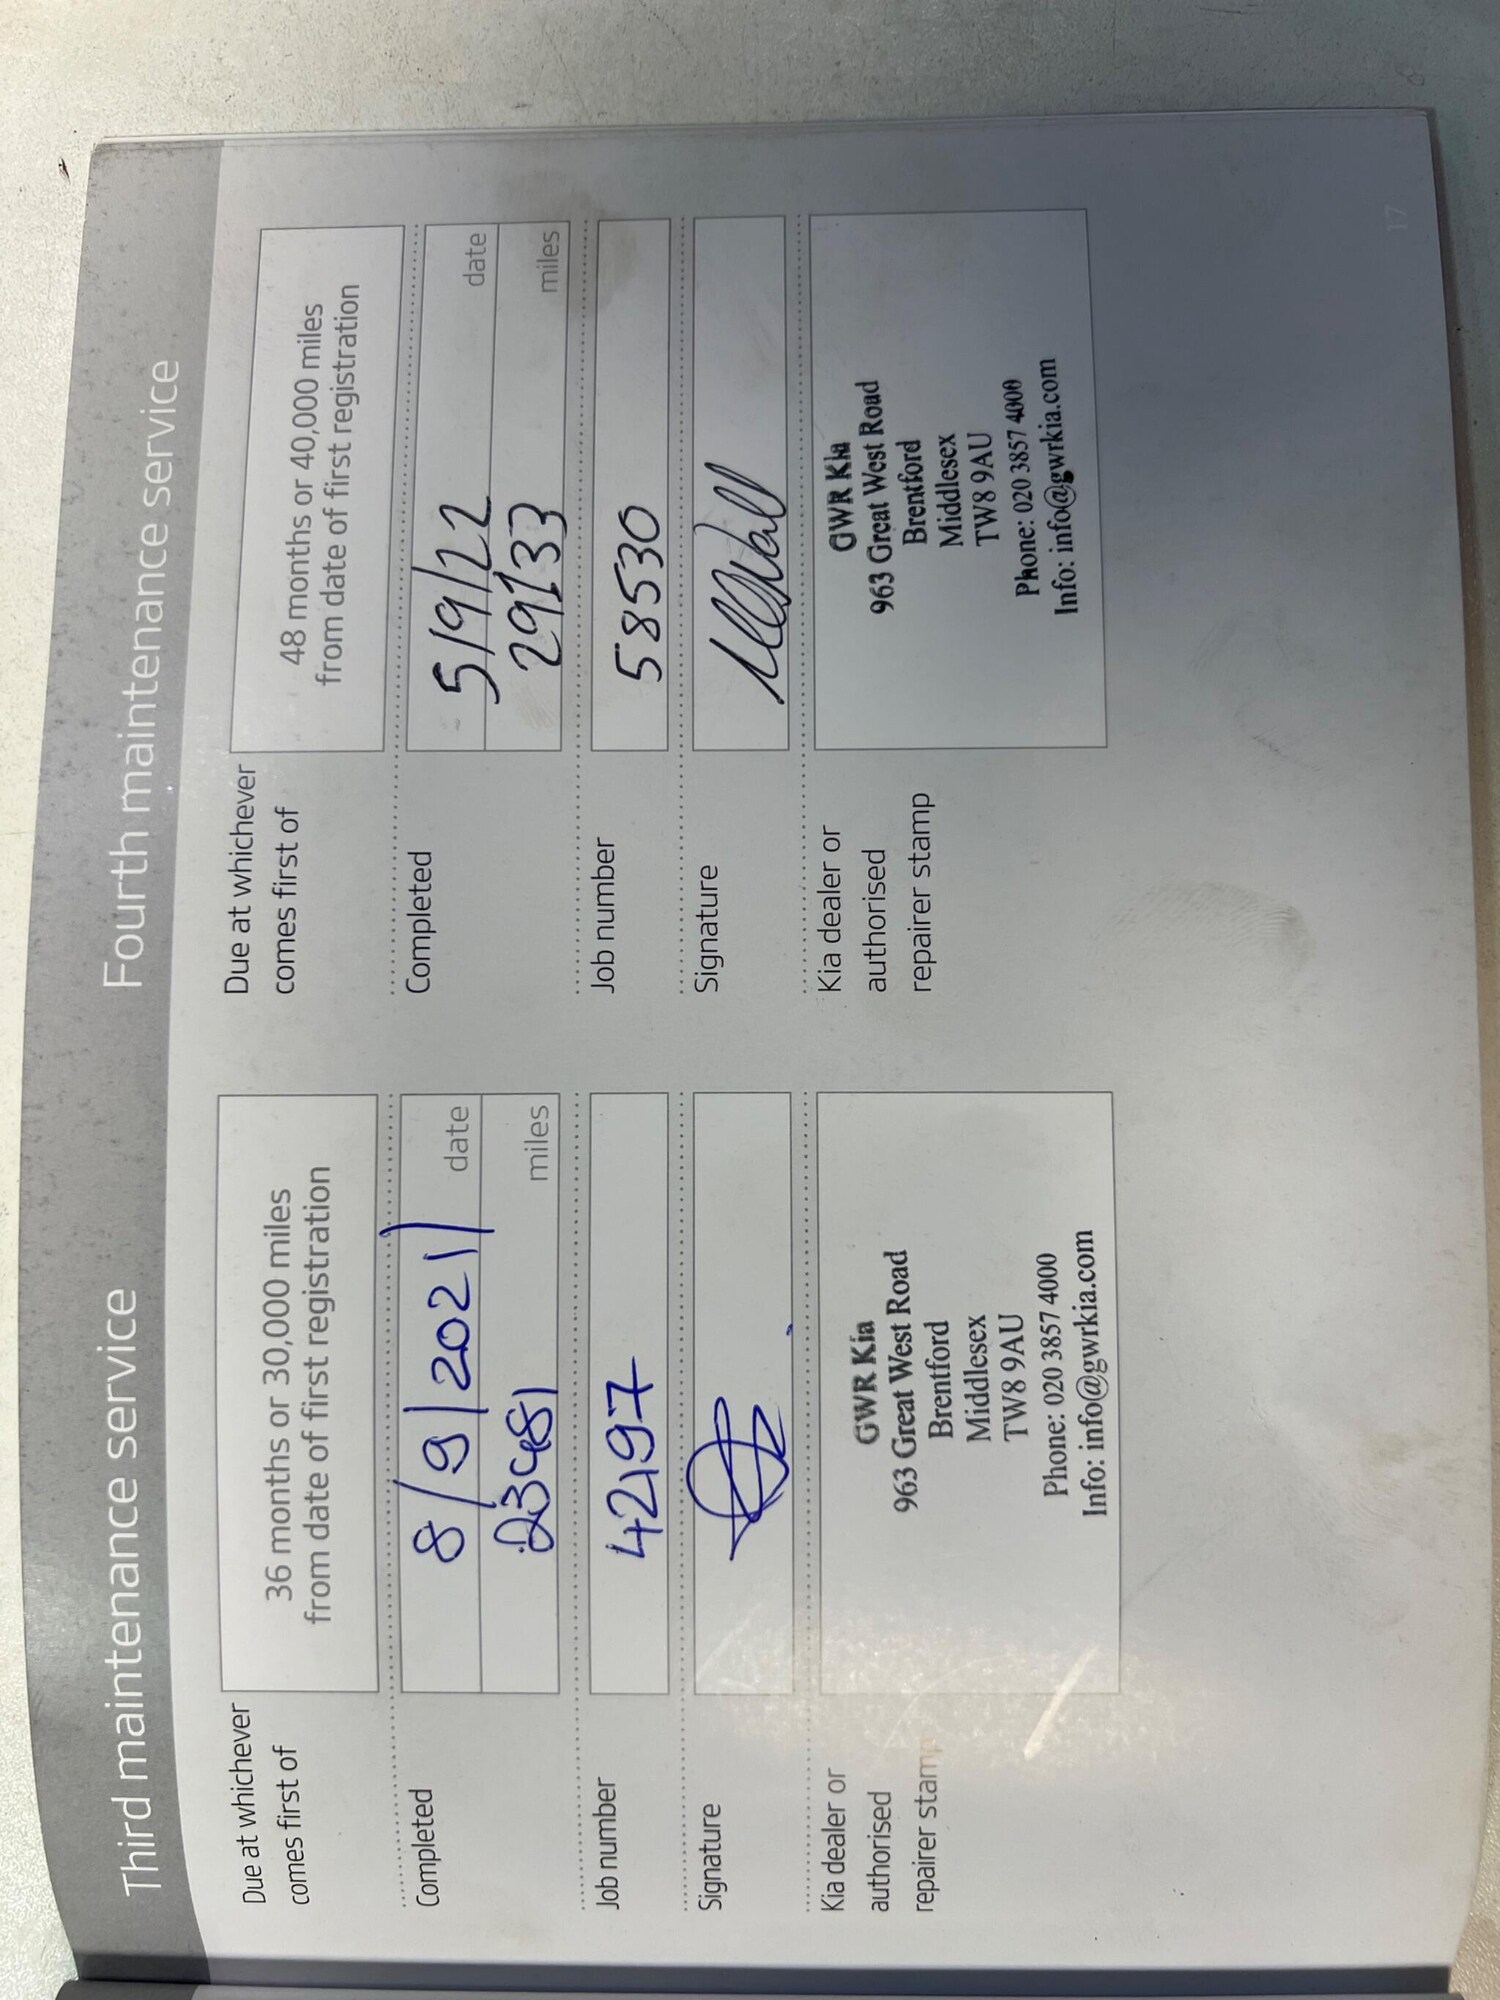 Third maintenance service
Due at whichever
comes first of
36 months or 30,000 miles
from date of first registration
Completed
8/9/2021
date
23481
miles
Job number
42197
Signature
Kia dealer or
authorised
repairer stamp
GWR Kia
963 Great West Road
Brentford
Middlesex
TW8 9AU
Phone: 020 3857 4000
Info: info@gwrkia.com
Fourth maintenance service
Due at whichever
comes first of
48 months or 40,000 miles
from date of first registration
Completed
5/9/22
date
29133
miles
Job number
58530
Signature
Kia dealer or
authorised
repairer stamp
GWR Kia
963 Great West Road
Brentford
Middlesex
TW8 9AU
Phone: 020 3857 4000
Info: info@gwrkia.com
17